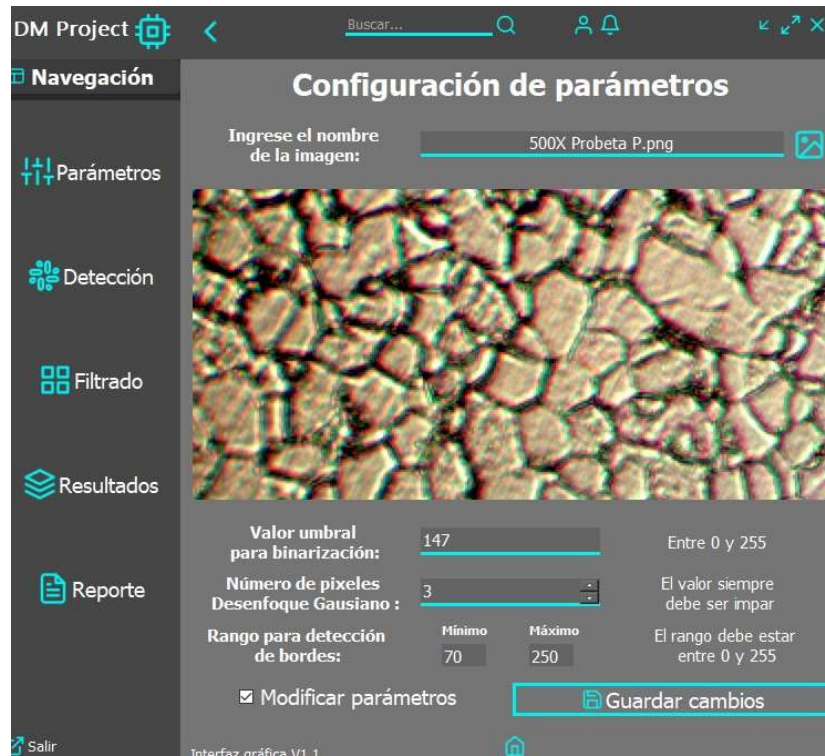 DM Project
Buscar...
Navegación
Configuración de parámetros
Ingrese el nombre
de la imagen:
500X Probeta P.png
Parámetros
Detección
Filtrado
Resultados
Reporte
Valor umbral
para binarización:
147
Entre 0 y 255
Número de pixeles
Desenfoque Gausiano :
3
El valor siempre
debe ser impar
Rango para detección
de bordes:
Mínimo
Máximo
70
250
El rango debe estar
entre 0 y 255
Modificar parámetros
Guardar cambios
Salir
Interfaz gráfica V1.1